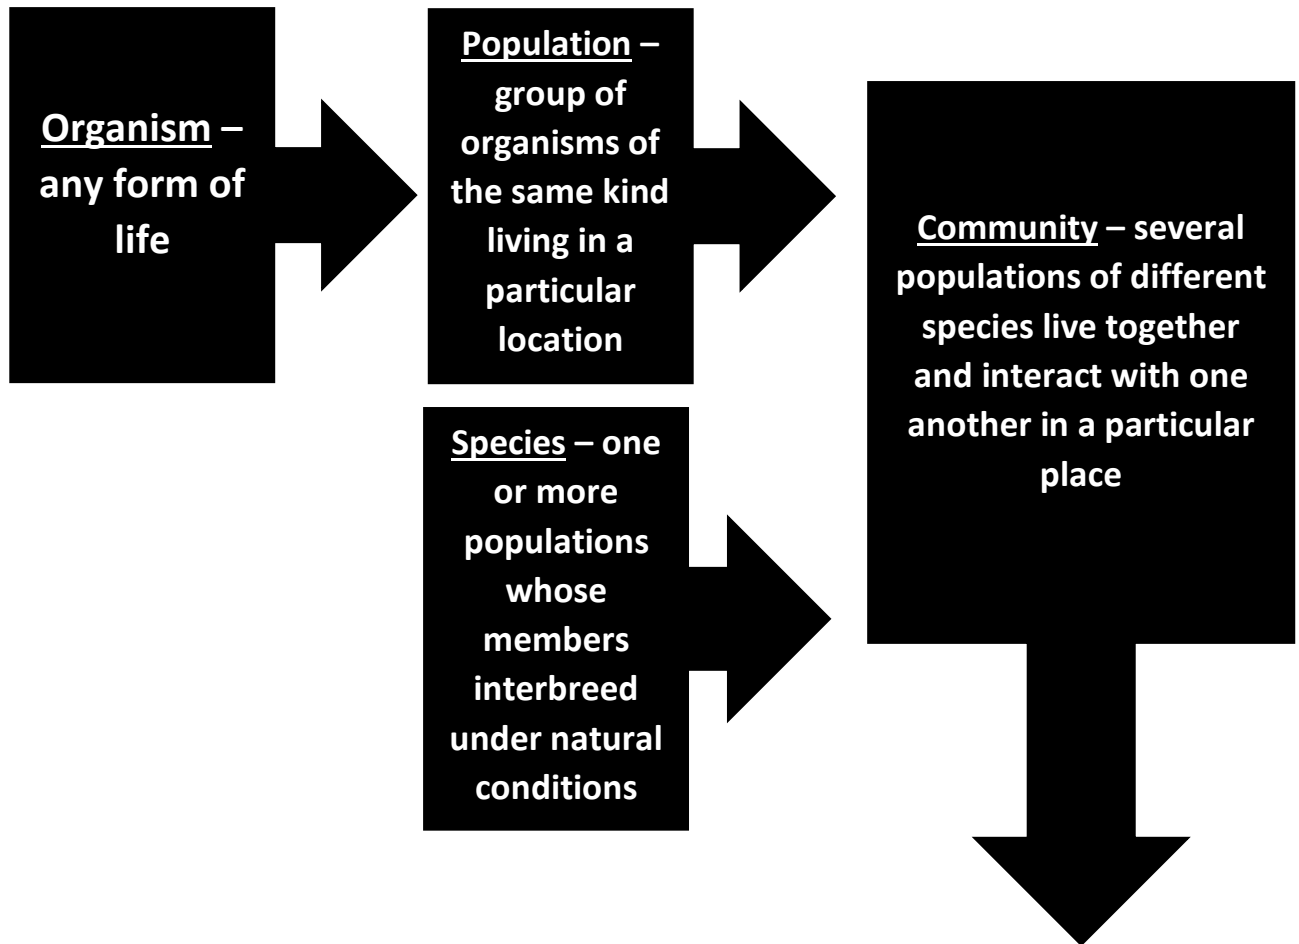 Organism –
any form of
life
Population –
group of
organisms of
the same kind
living in a
particular
location
Species – one
or more
populations
whose
members
interbreed
under natural
conditions
Community – several
populations of different
species live together
and interact with one
another in a particular
place